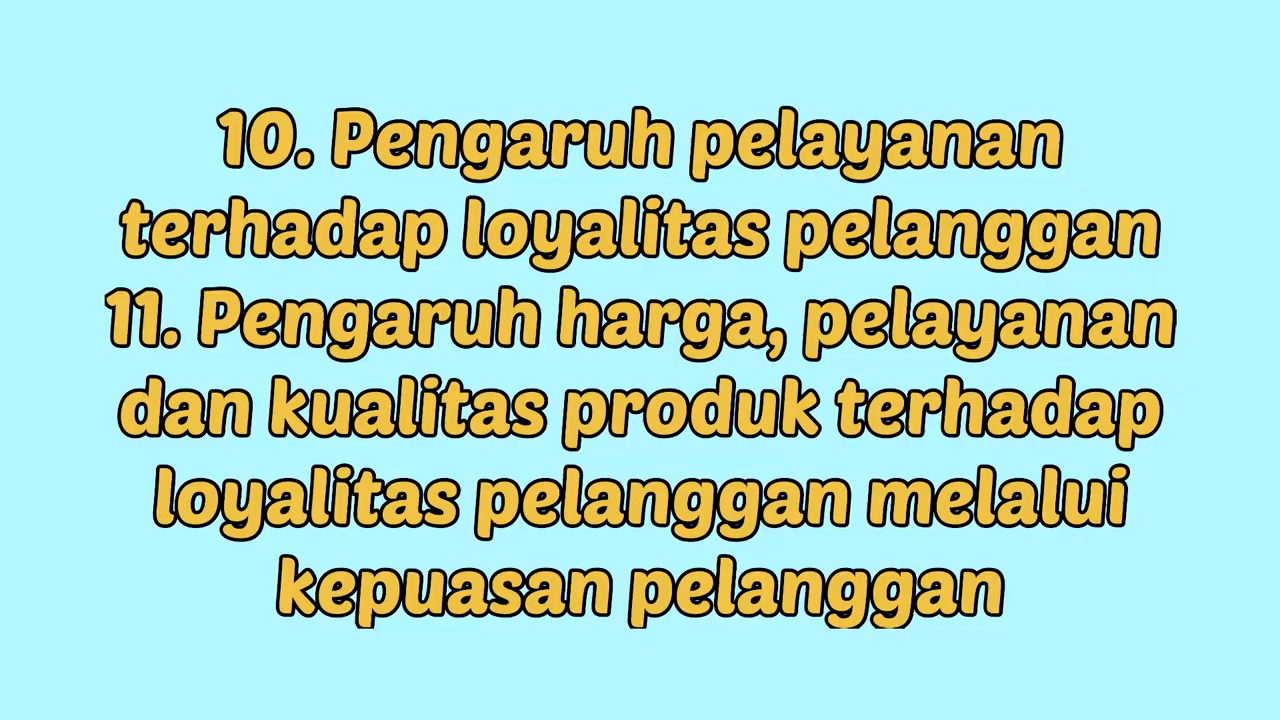 10. Pengaruh pelayanan
terhadap loyalitas pelanggan
11. Pengaruh harga, pelayanan
dan kualitas produk terhadap
loyalitas pelanggan melalui
kepuasan pelanggan